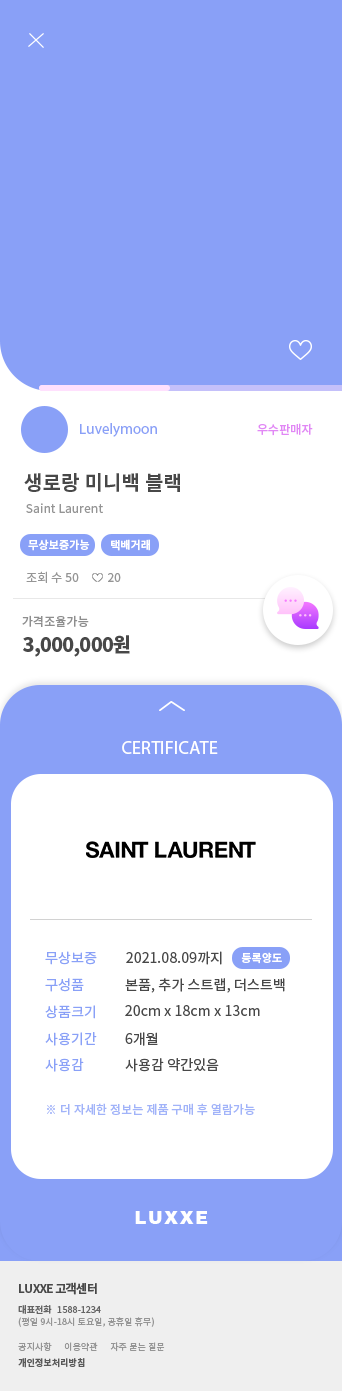 Luvelymoon 우수판매자
생로랑 미니백 블랙
Saint Laurent
무상보증가능 택배거래
조회 수 50 20
가격조율가능
3,000,000원
CERTIFICATE
SAINT LAURENT
무상보증 2021.08.09까지 등록양도
구성품 본품, 추가 스트랩, 더스트백
상품크기 20cm x 18cm x 13cm
사용기간 6개월
사용감 사용감 약간있음
※ 더 자세한 정보는 제품 구매 후 열람가능
LUXXE
LUXXE 고객센터
대표전화 1588-1234
(평일 9시-18시 토요일, 공휴일 휴무)
공지사항 이용약관 자주 묻는 질문
개인정보처리방침